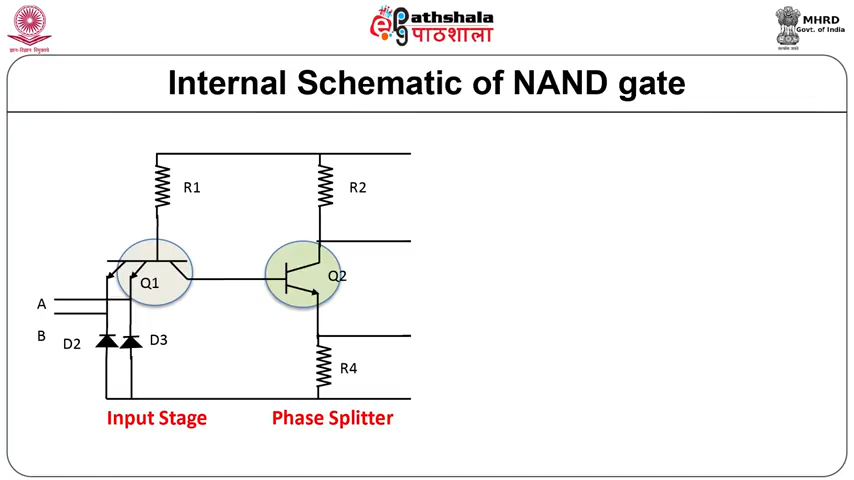 ePathshala
पाठशाला
MHRD
Govt. of India
Internal Schematic of NAND gate
R1
R2
Q1
Q2
A
B
D2
D3
R4
Input Stage
Phase Splitter